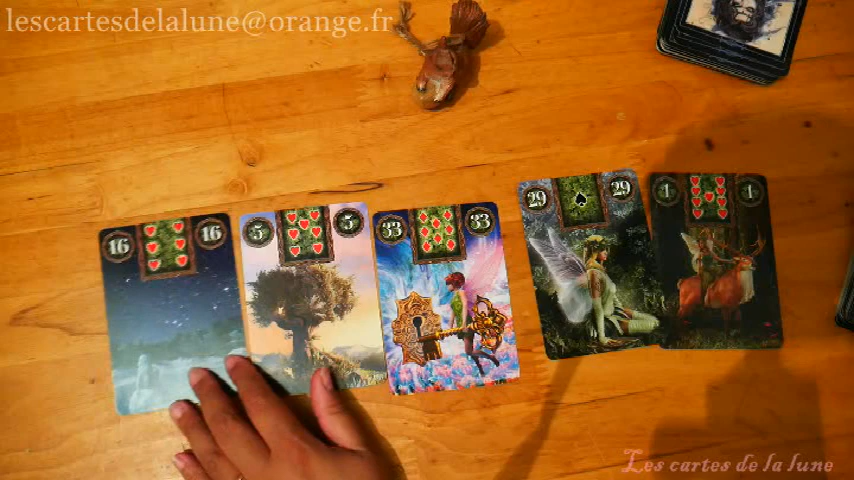 lescartesdelalune@orange.fr
16 16
5 5
33 33
29 29
1 1
Les cartes de la lune